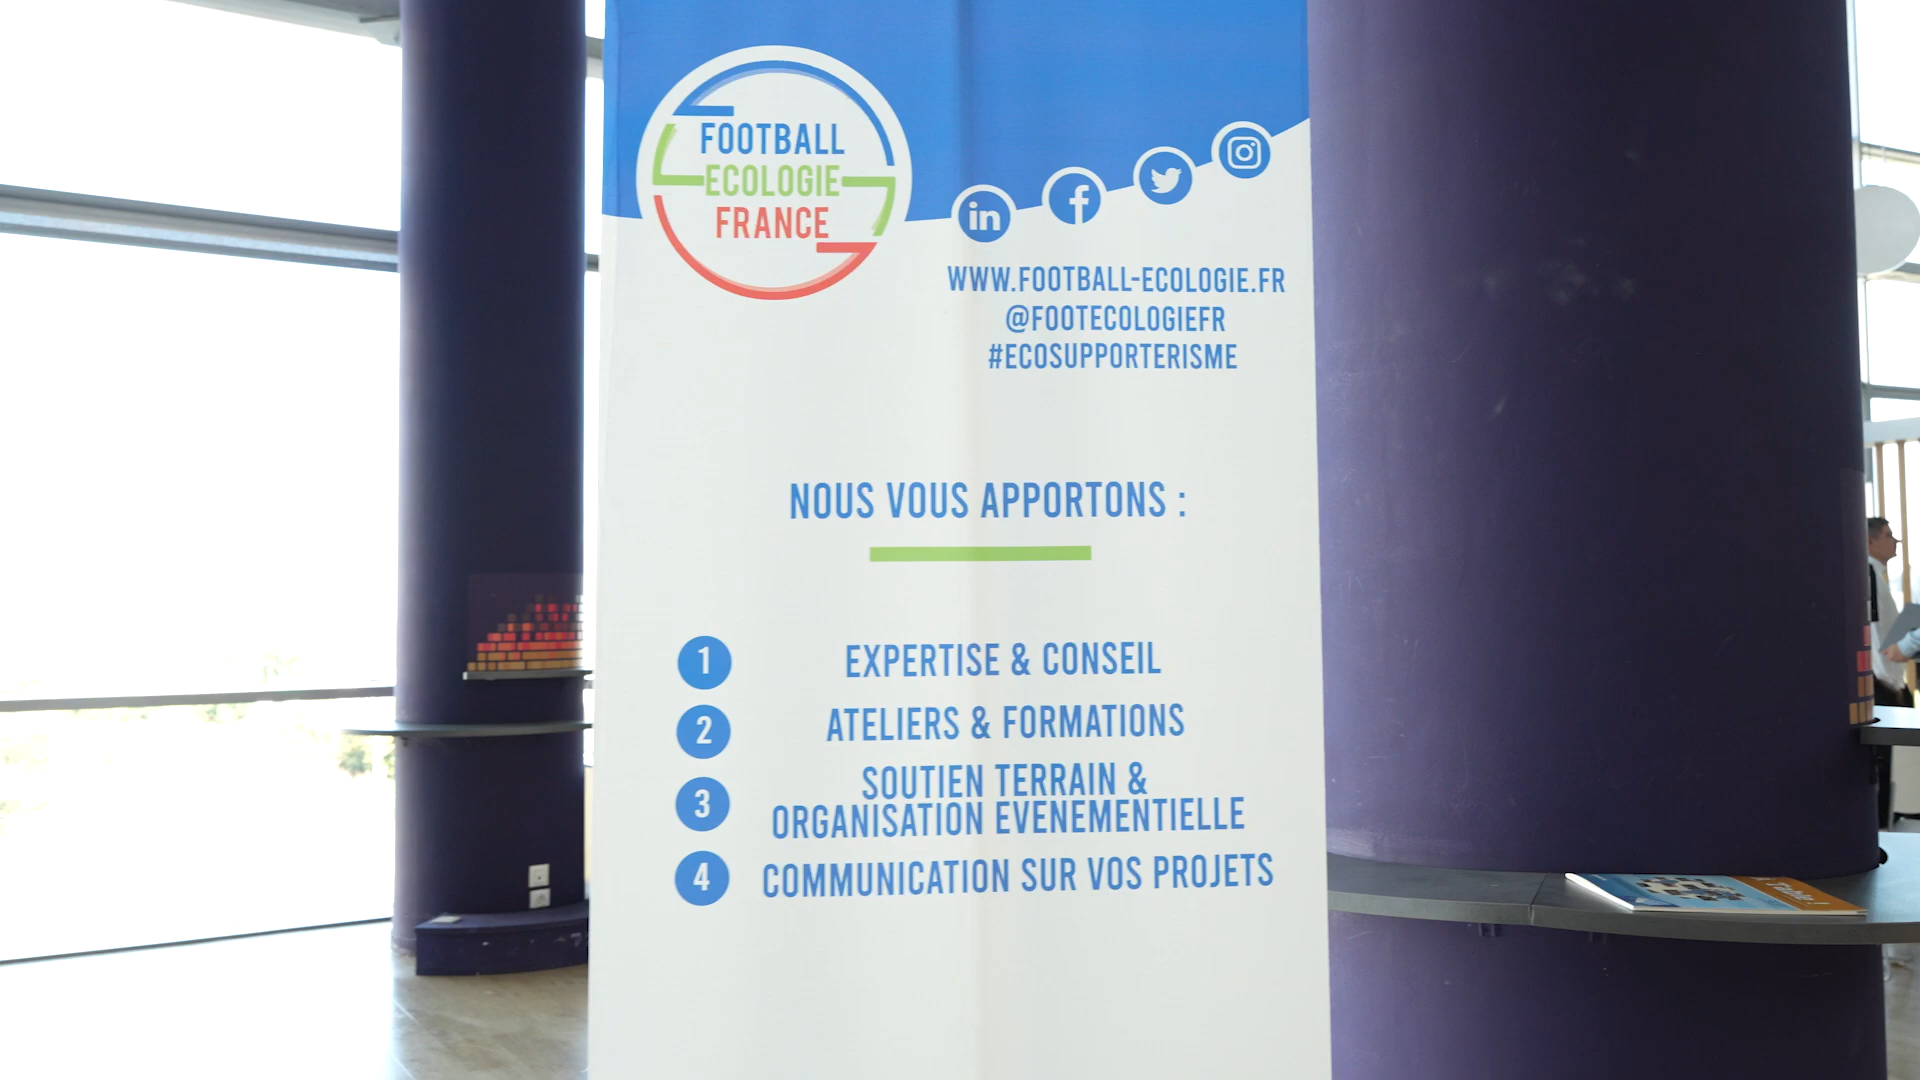 FOOTBALL
ECOLOGIE
FRANCE
in
f
WWW.FOOTBALL-ECOLOGIE.FR
@FOOTECOLOGIEFR
#ECOSUPPORTERISME
NOUS VOUS APPORTONS :
1 EXPERTISE & CONSEIL
2 ATELIERS & FORMATIONS
3 SOUTIEN TERRAIN &
ORGANISATION EVENEMENTIELLE
4 COMMUNICATION SUR VOS PROJETS